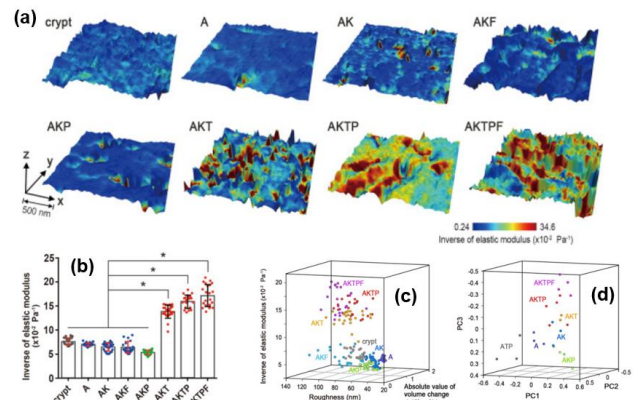 (a)
crypt A AK AKF
AKP AKT AKTP AKTPF
z
y
x
500 nm
0.24 34.6
Inverse of elastic modulus (x10⁻² Pa⁻¹)
(b)
Inverse of elastic modulus
(x10⁻² Pa⁻¹)
25
20
15
10
5
0
*
*
*
crypt A AK AKF AKP AKT AKTP AKTPF
(c)
Inverse of elastic modulus (x10⁻² Pa⁻¹)
20
15
10
5
AKTPF
AKTP
AKT
crypt
AKF
AK
A
AKP
140 120 100 80 60 40 20
0
2
Roughness (nm)
Absolute value of
volume change
(d)
PC3
-0.5
-0.4
-0.3
-0.2
-0.1
0
0.1
0.2
0.3
0.4
AKTPF
AKTP
AKT
AK
ATP
A
AKP
-0.6 -0.4 -0.2 0 0.2 0.4 0.6
-0.5
0
0.5
PC1
PC2